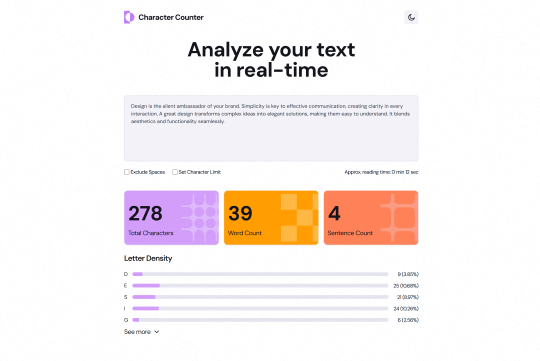 Character Counter
Analyze your text
in real-time
Design is the silent ambassador of your brand. Simplicity is key to effective communication, creating clarity in every
interaction. A great design transforms complex ideas into elegant solutions, making them easy to understand. It blends
aesthetics and functionality seamlessly.
Exclude Spaces Set Character Limit Approx. reading time: 0 min 12 sec
278 39 4
Total Characters Word Count Sentence Count
Letter Density
D 9 (3.85%)
E 25 (10.68%)
S 21 (8.97%)
I 24 (10.26%)
G 6 (2.56%)
See more